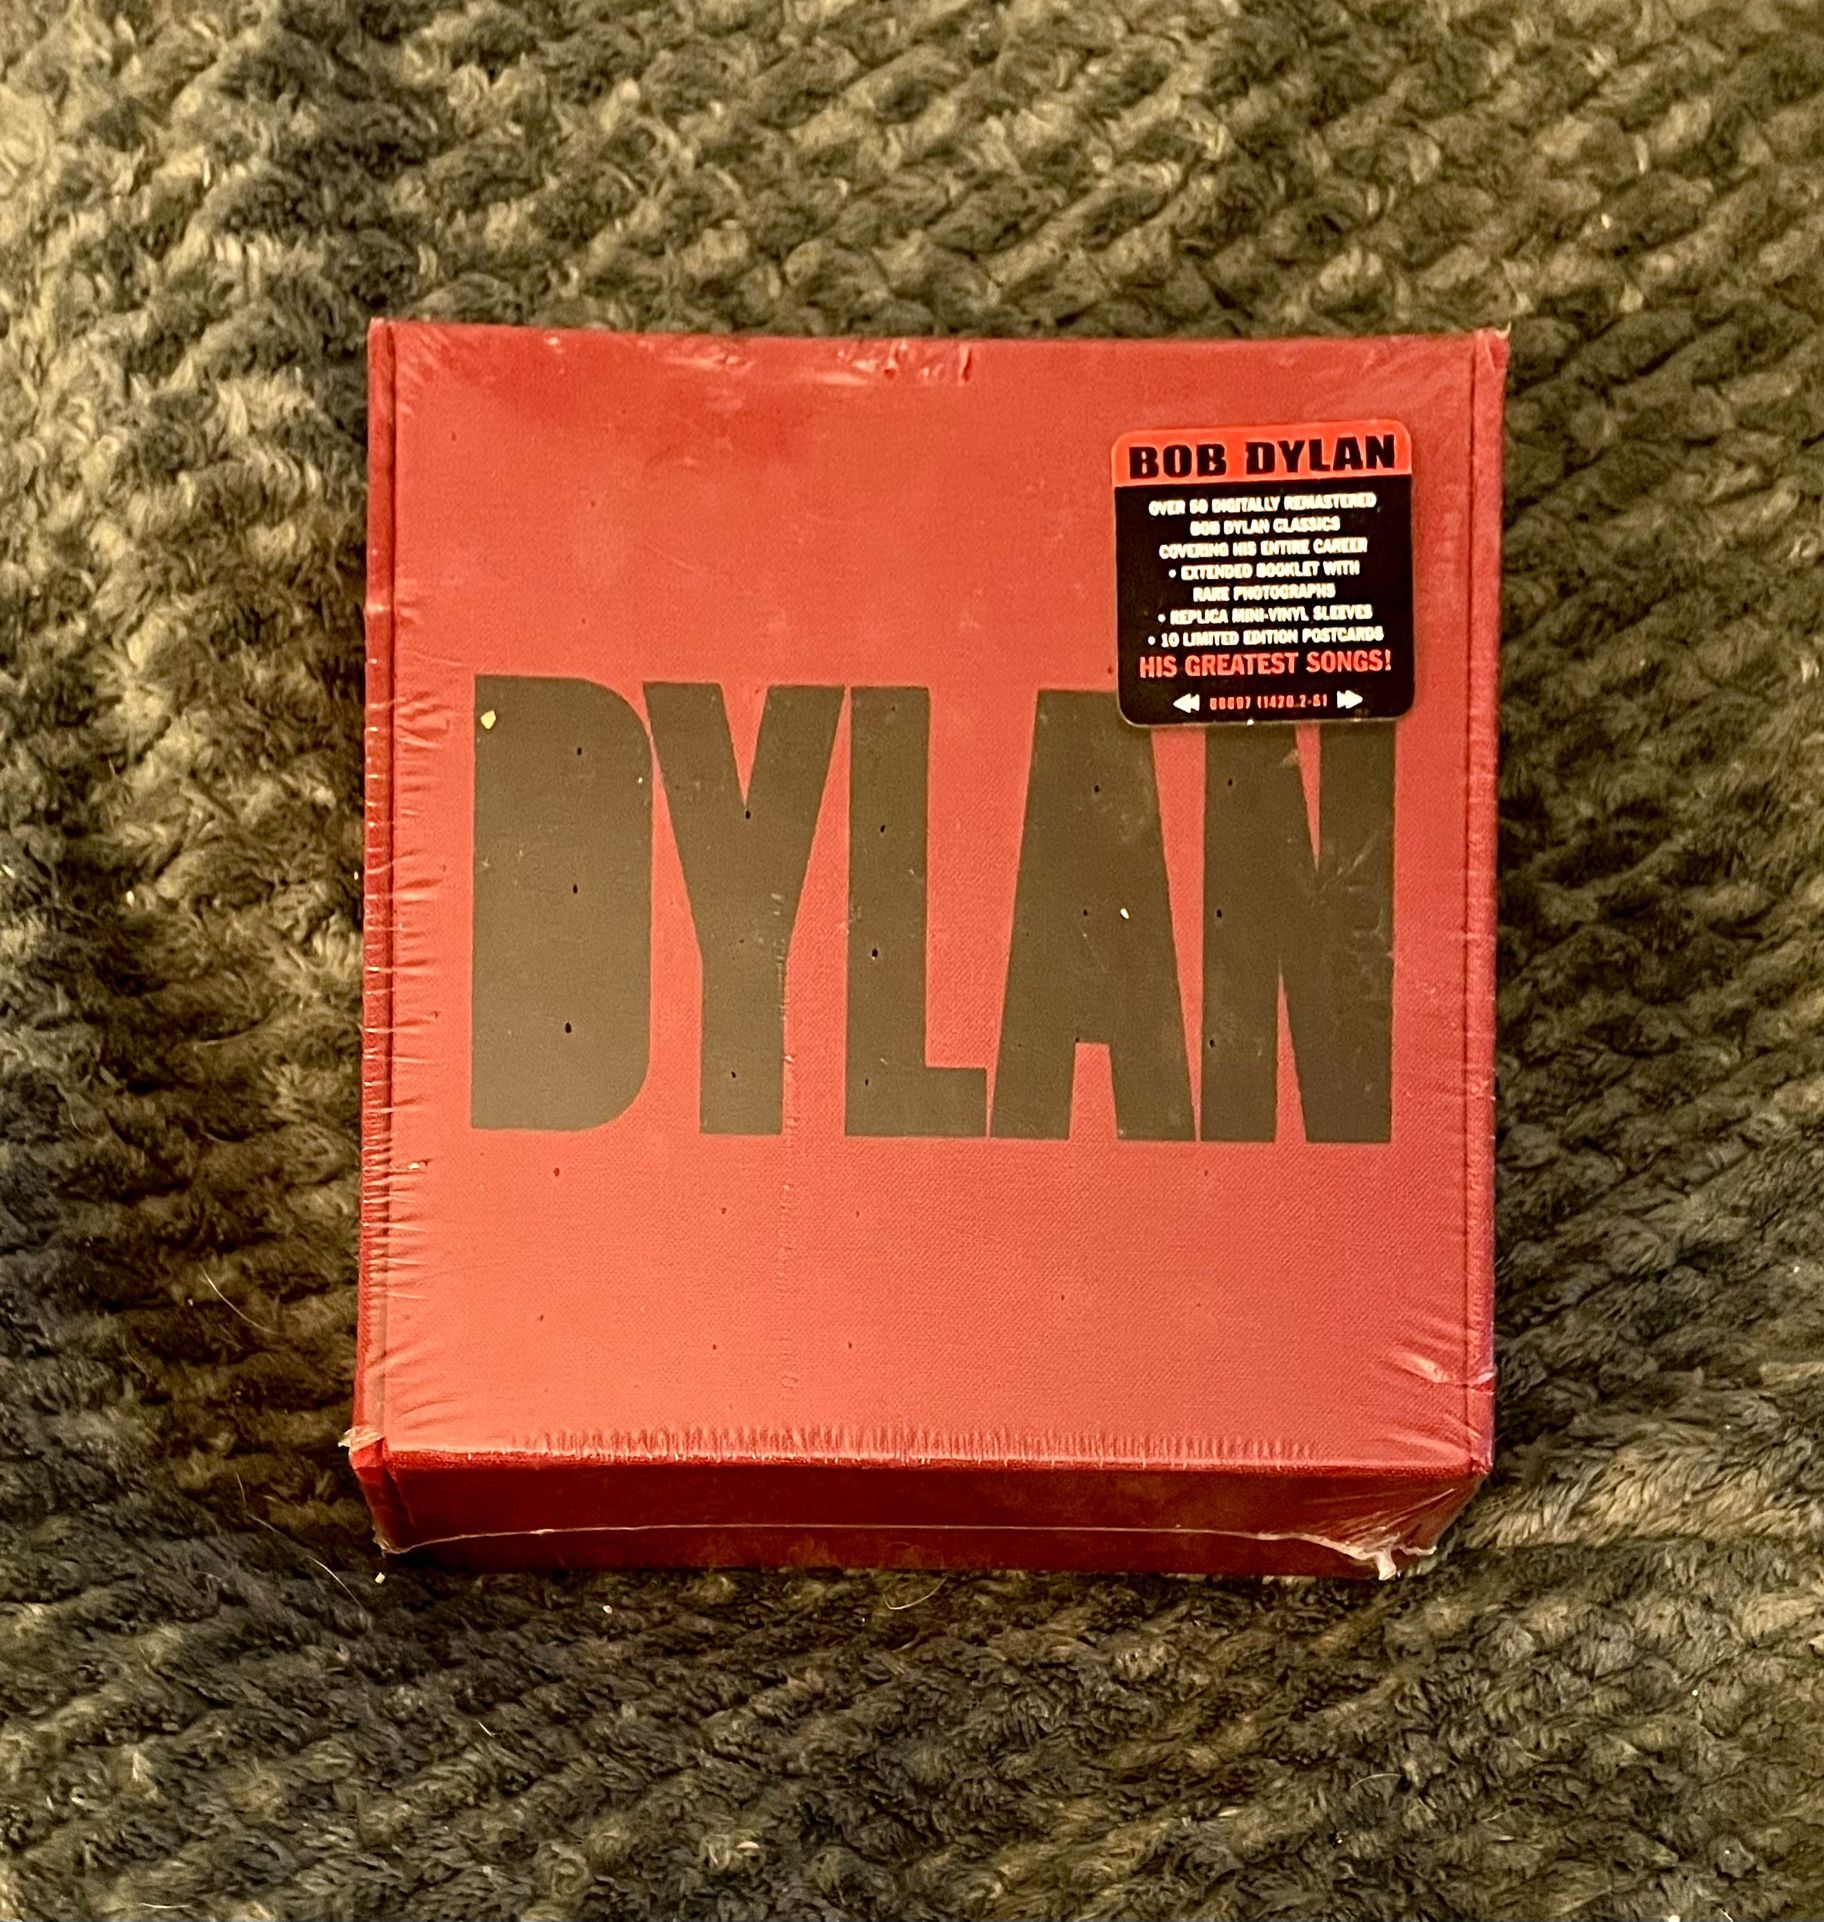 BOB DYLAN
OVER 50 DIGITALLY REMASTERED
BOB DYLAN CLASSICS
COVERING HIS ENTIRE CAREER
• EXTENDED BOOKLET WITH
RARE PHOTOGRAPHS
• REPLICA MINI-VINYL SLEEVES
• 10 LIMITED EDITION POSTCARDS
HIS GREATEST SONGS!
DYLAN